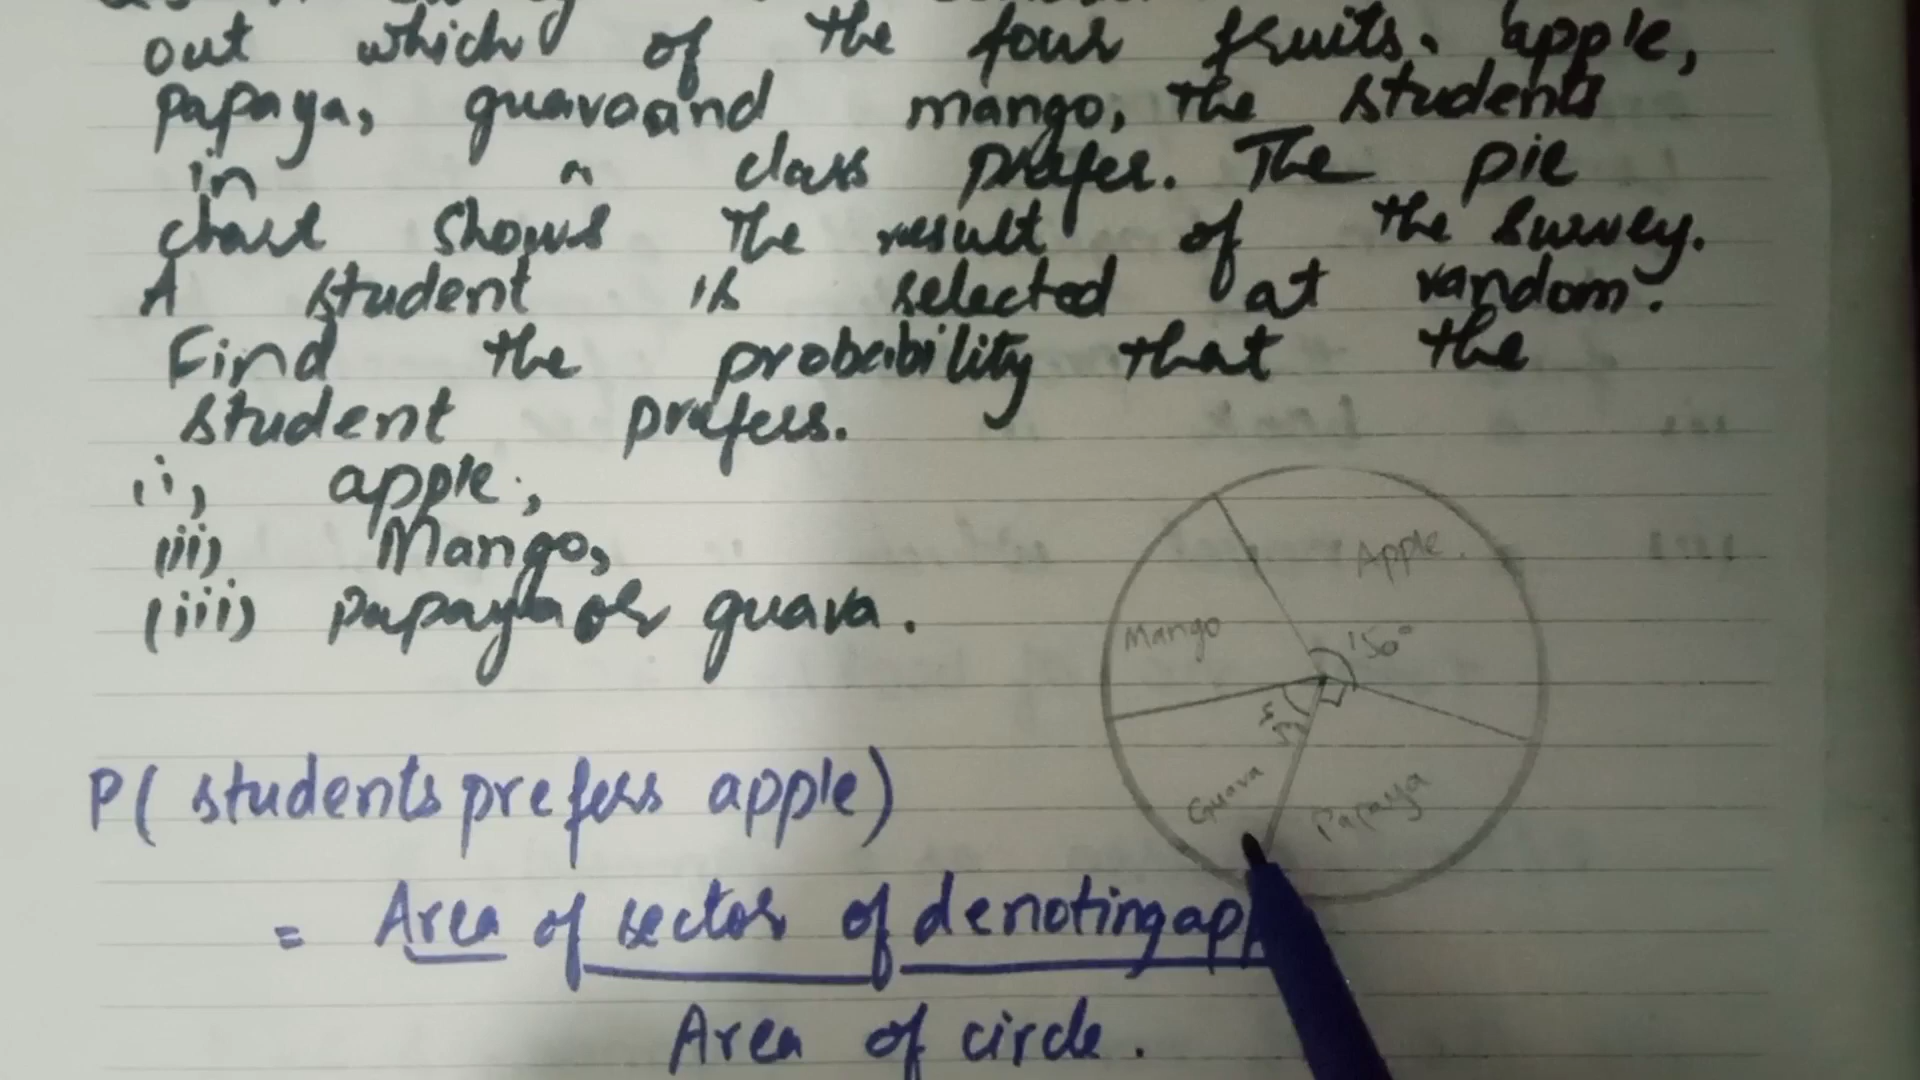 out which of the four fruits. apple,
papaya, guava and mango, the students
in a class prefer. The pie
chart shows the result of the survey.
A student is selected at random.
Find the probability that the
student prefers.
(i), apple;
(ii) Mango,
(iii) Papaya or guava.
Apple.
Mango
150°
Guava
Papaya
P( students prefers apple)
= Area of sector of denoting
Area of circle.